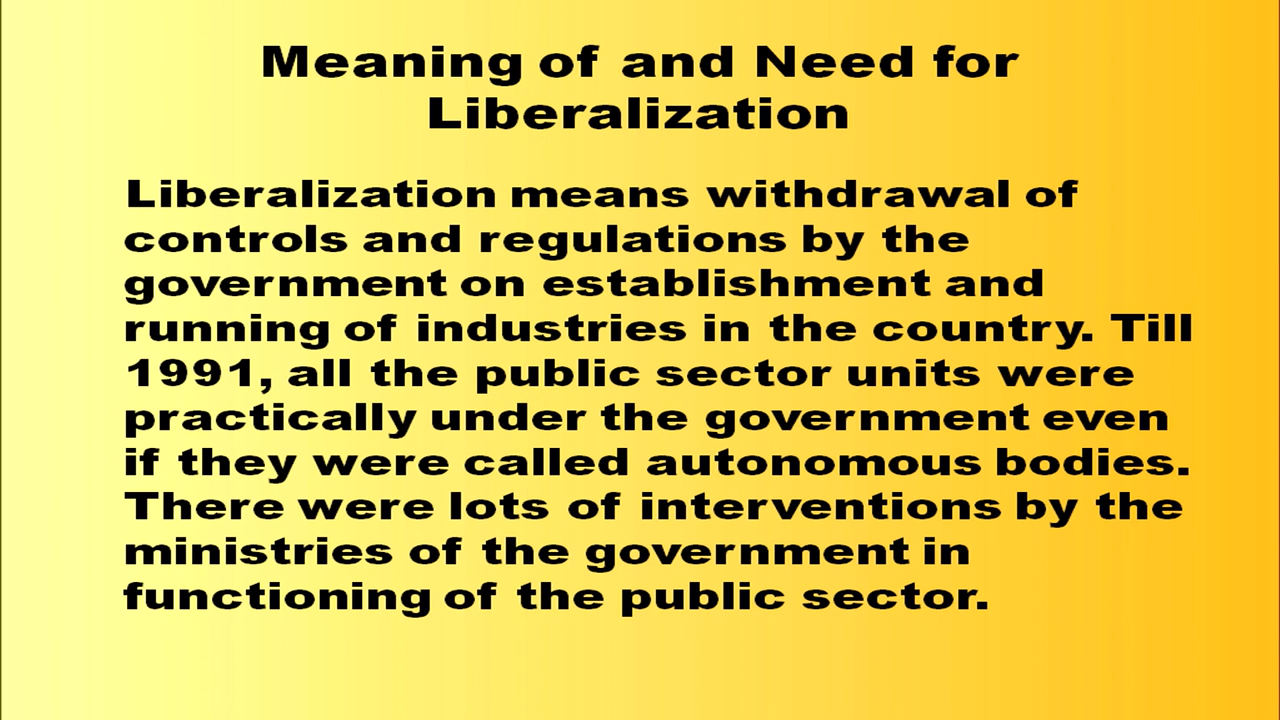 Meaning of and Need for
Liberalization
Liberalization means withdrawal of
controls and regulations by the
government on establishment and
running of industries in the country. Till
1991, all the public sector units were
practically under the government even
if they were called autonomous bodies.
There were lots of interventions by the
ministries of the government in
functioning of the public sector.